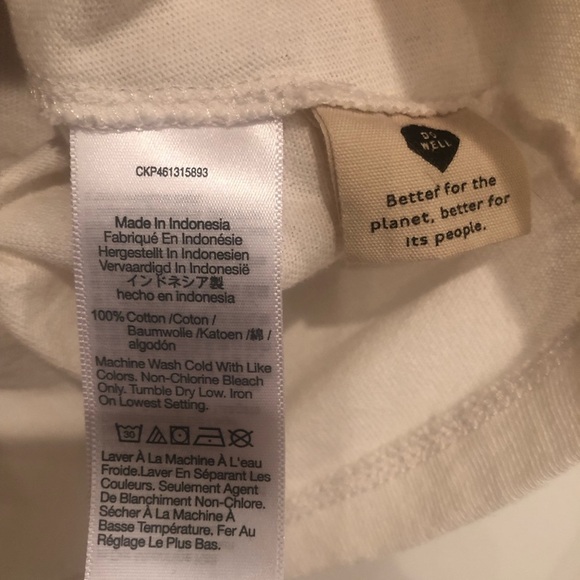 CKP461315893
Made In Indonesia
Fabriqué En Indonésie
Hergestellt In Indonesien
Vervaardigd In Indonesië
インドネシア製
hecho en indonesia
100% Cotton /Coton /
Baumwolle /Katoen /綿 /
algodón
Machine Wash Cold With Like
Colors. Non-Chlorine Bleach
Only. Tumble Dry Low. Iron
On Lowest Setting.
30
Laver À La Machine À L'eau
Froide.Laver En Séparant Les
Couleurs. Seulement Agent
De Blanchiment Non-Chlore.
Sécher À La Machine À
Basse Température. Fer Au
Réglage Le Plus Bas.
DO
WELL
Better for the
planet, better for
its people.